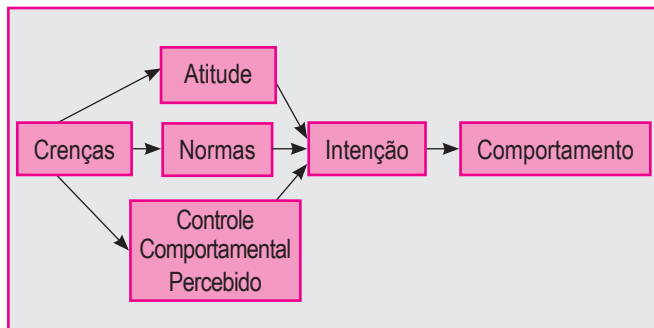 Atitude
Crenças
Normas
Intenção
Comportamento
Controle
Comportamental
Percebido